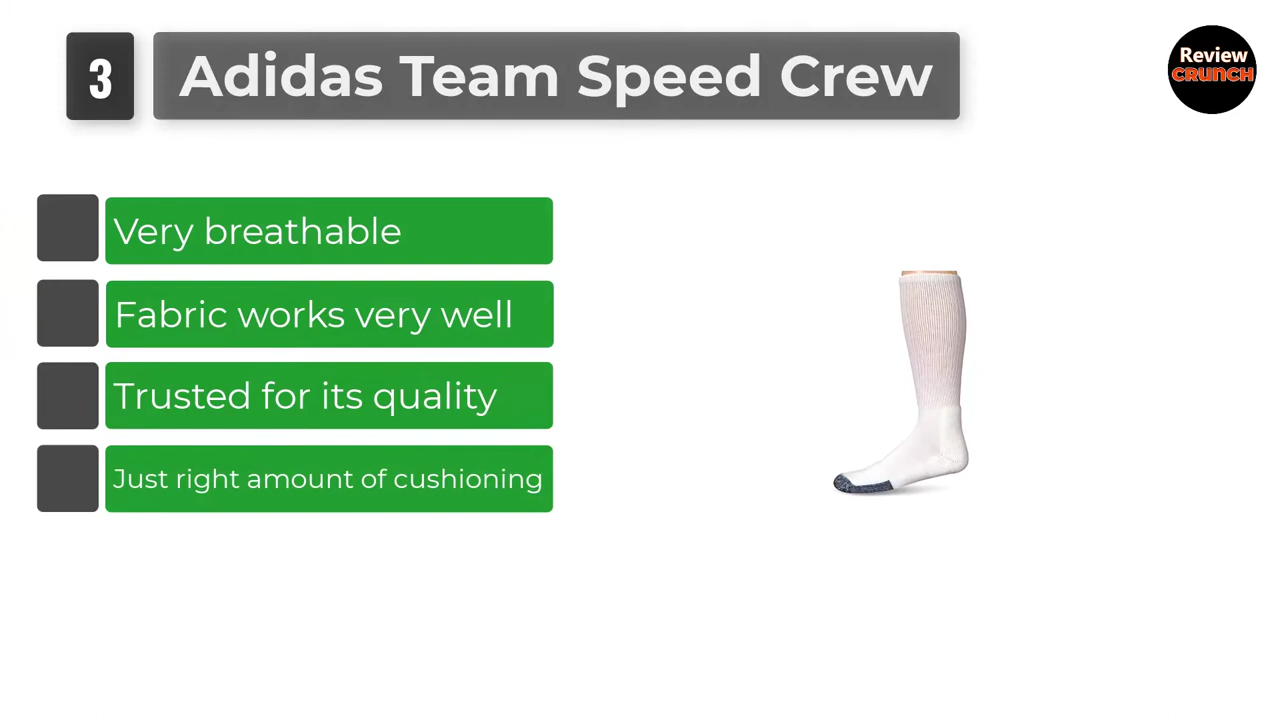 3
Adidas Team Speed Crew
Review
CRUNCH
Very breathable
Fabric works very well
Trusted for its quality
Just right amount of cushioning